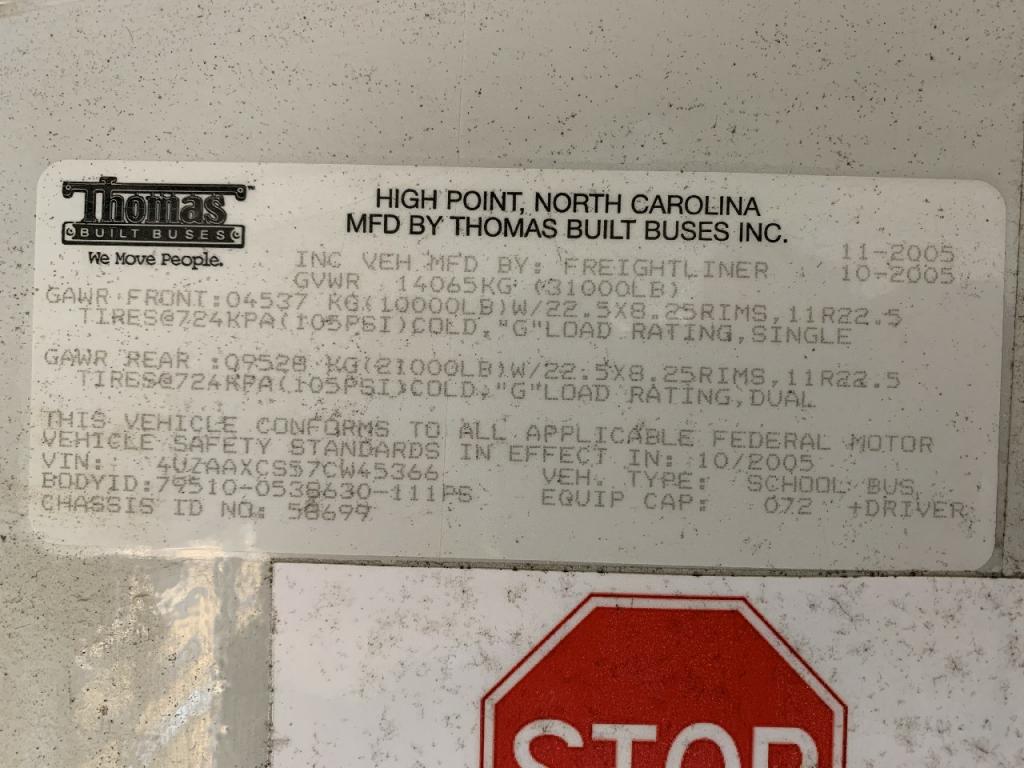 Thomas™
BUILT BUSES
We Move People.
HIGH POINT, NORTH CAROLINA
MFD BY THOMAS BUILT BUSES INC.
11-2005
INC VEH MFD BY: FREIGHTLINER 10-2005
GVWR 14065KG (31000LB)
GAWR FRONT:04537 KG(10000LB)W/22.5X8.25RIMS,11R22.5
TIRES@724KPA(105PSI)COLD,"G"LOAD RATING,SINGLE
GAWR REAR :09528 KG(21000LB)W/22.5X8.25RIMS,11R22.5
TIRES@724KPA(105PSI)COLD,"G"LOAD RATING,DUAL
THIS VEHICLE CONFORMS TO ALL APPLICABLE FEDERAL MOTOR
VEHICLE SAFETY STANDARDS IN EFFECT IN: 10/2005
VIN: 4UZAAXCS57CW45366 VEH. TYPE: SCHOOL BUS
BODYID:79510-0538630-111PS EQUIP CAP: 072 +DRIVER
CHASSIS ID NO: 58699
STOP